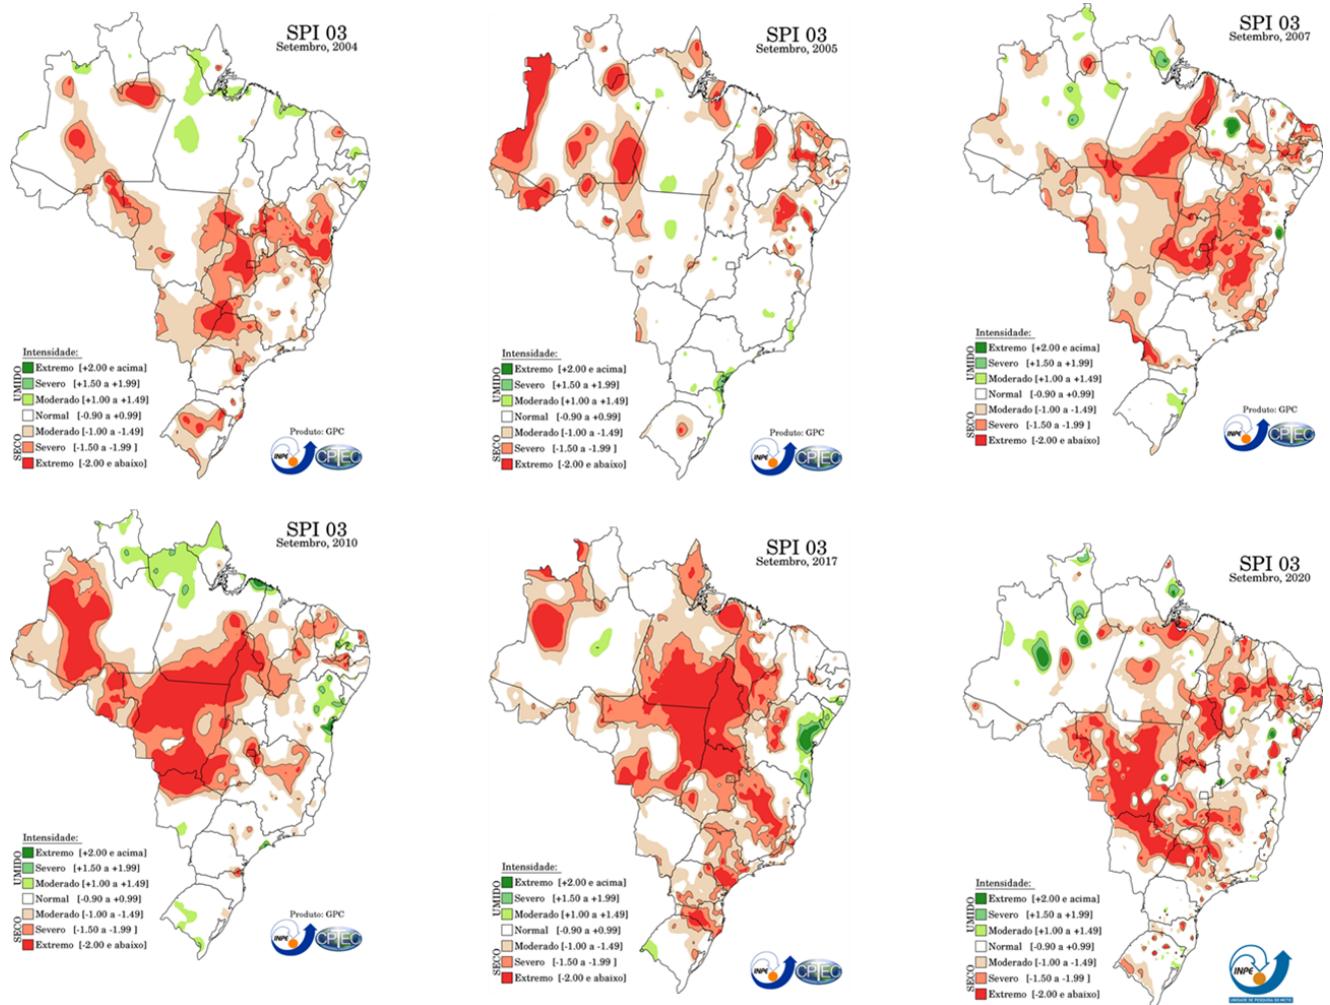 SPI 03
Setembro, 2004
Intensidade:
UMIDO
Extremo [+2.00 e acima]
Severo [+1.50 a +1.99]
Moderado [+1.00 a +1.49]
Normal [-0.90 a +0.99]
SECO
Moderado [-1.00 a -1.49]
Severo [-1.50 a -1.99 ]
Extremo [-2.00 e abaixo]
Produto: GPC
INPE
CPTEC
SPI 03
Setembro, 2005
Intensidade:
UMIDO
Extremo [+2.00 e acima]
Severo [+1.50 a +1.99]
Moderado [+1.00 a +1.49]
Normal [-0.90 a +0.99]
SECO
Moderado [-1.00 a -1.49]
Severo [-1.50 a -1.99 ]
Extremo [-2.00 e abaixo]
Produto: GPC
INPE
CPTEC
SPI 03
Setembro, 2007
Intensidade:
UMIDO
Extremo [+2.00 e acima]
Severo [+1.50 a +1.99]
Moderado [+1.00 a +1.49]
Normal [-0.90 a +0.99]
SECO
Moderado [-1.00 a -1.49]
Severo [-1.50 a -1.99 ]
Extremo [-2.00 e abaixo]
Produto: GPC
INPE
CPTEC
SPI 03
Setembro, 2010
Intensidade:
UMIDO
Extremo [+2.00 e acima]
Severo [+1.50 a +1.99]
Moderado [+1.00 a +1.49]
Normal [-0.90 a +0.99]
SECO
Moderado [-1.00 a -1.49]
Severo [-1.50 a -1.99 ]
Extremo [-2.00 e abaixo]
Produto: GPC
INPE
CPTEC
SPI 03
Setembro, 2017
Intensidade:
UMIDO
Extremo [+2.00 e acima]
Severo [+1.50 a +1.99]
Moderado [+1.00 a +1.49]
Normal [-0.90 a +0.99]
SECO
Moderado [-1.00 a -1.49]
Severo [-1.50 a -1.99 ]
Extremo [-2.00 e abaixo]
INPE
CPTEC
SPI 03
Setembro, 2020
Intensidade:
UMIDO
Extremo [+2.00 e acima]
Severo [+1.50 a +1.99]
Moderado [+1.00 a +1.49]
Normal [-0.90 a +0.99]
SECO
Moderado [-1.00 a -1.49]
Severo [-1.50 a -1.99 ]
Extremo [-2.00 e abaixo]
INPE